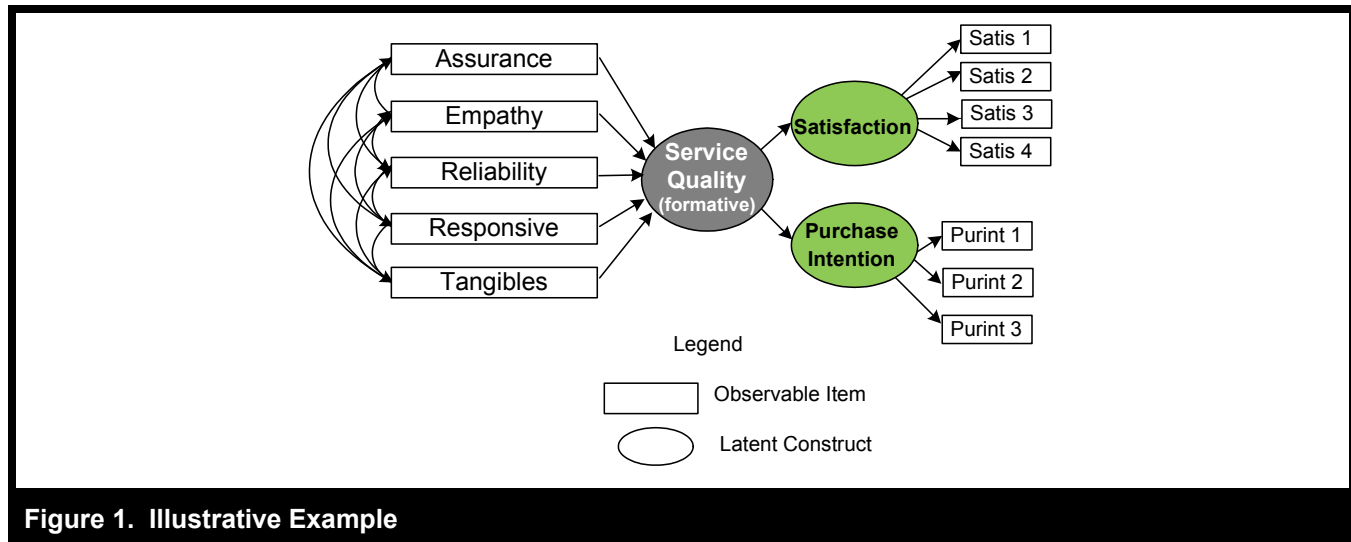 Assurance
Empathy
Reliability
Responsive
Tangibles
Service
Quality
(formative)
Satisfaction
Purchase
Intention
Satis 1
Satis 2
Satis 3
Satis 4
Purint 1
Purint 2
Purint 3
Legend
Observable Item
Latent Construct
Figure 1. Illustrative Example